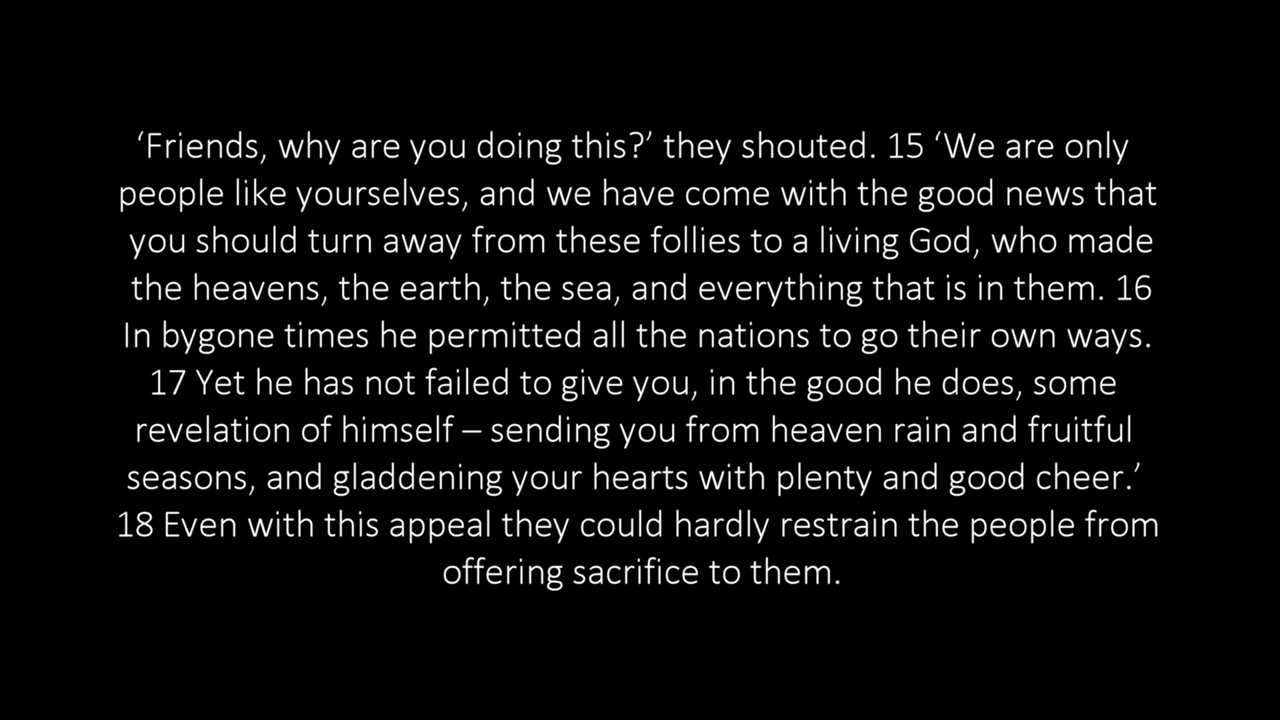 ‘Friends, why are you doing this?’ they shouted. 15 ‘We are only
people like yourselves, and we have come with the good news that
you should turn away from these follies to a living God, who made
the heavens, the earth, the sea, and everything that is in them. 16
In bygone times he permitted all the nations to go their own ways.
17 Yet he has not failed to give you, in the good he does, some
revelation of himself – sending you from heaven rain and fruitful
seasons, and gladdening your hearts with plenty and good cheer.’
18 Even with this appeal they could hardly restrain the people from
offering sacrifice to them.